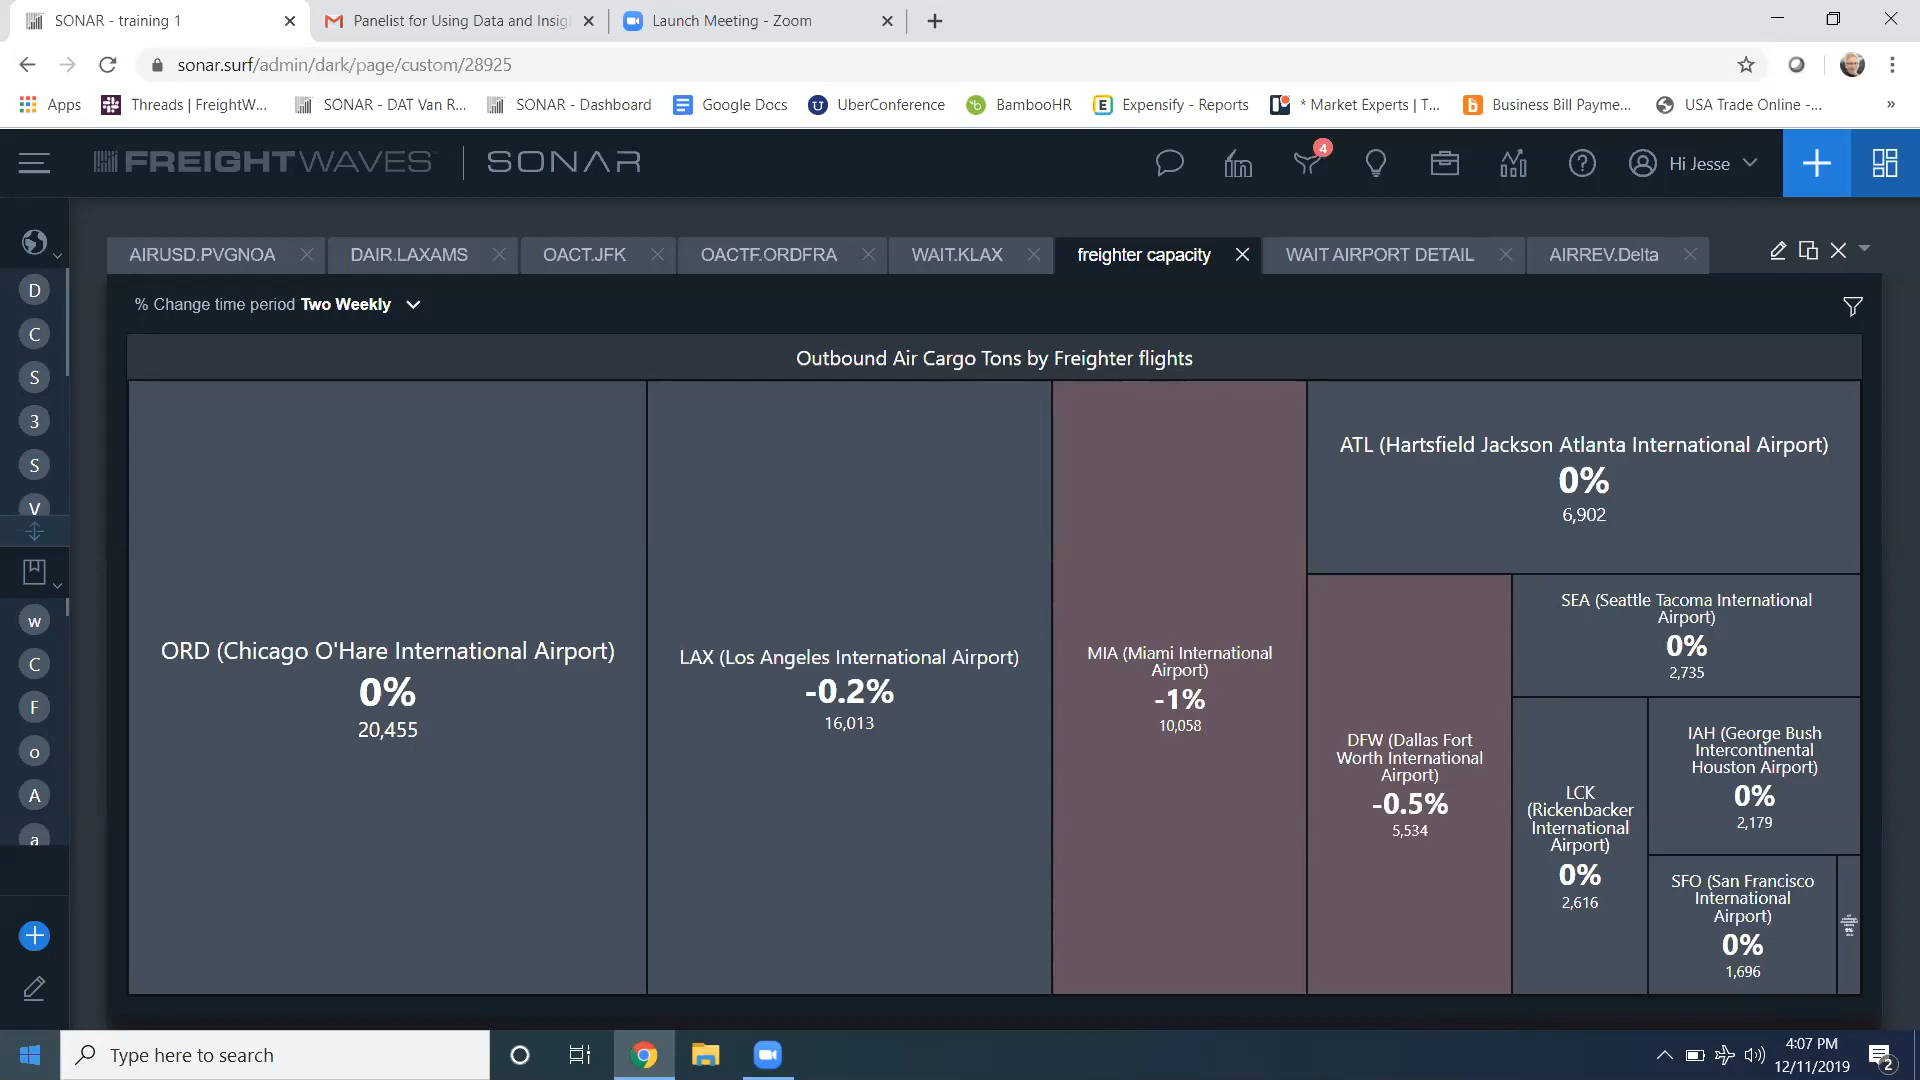 SONAR - training 1
Panelist for Using Data and Insig
Launch Meeting - Zoom
sonar.surf/admin/dark/page/custom/28925
Apps
Threads | FreightW...
SONAR - DAT Van R...
SONAR - Dashboard
Google Docs
UberConference
BambooHR
Expensify - Reports
* Market Experts | T...
Business Bill Payme...
USA Trade Online -...
»
FREIGHTWAVES
SONAR
4
Hi Jesse
AIRUSD.PVGNOA
DAIR.LAXAMS
OACT.JFK
OACTF.ORDFRA
WAIT.KLAX
freighter capacity
WAIT AIRPORT DETAIL
AIRREV.Delta
D
C
S
3
S
V
w
C
F
o
A
a
% Change time period Two Weekly
Outbound Air Cargo Tons by Freighter flights
ORD (Chicago O'Hare International Airport)
0%
20,455
LAX (Los Angeles International Airport)
-0.2%
16,013
MIA (Miami International
Airport)
-1%
10,058
ATL (Hartsfield Jackson Atlanta International Airport)
0%
6,902
DFW (Dallas Fort
Worth International
Airport)
-0.5%
5,534
SEA (Seattle Tacoma International
Airport)
0%
2,735
LCK
(Rickenbacker
International
Airport)
0%
2,616
IAH (George Bush
Intercontinental
Houston Airport)
0%
2,179
SFO (San Francisco
International
Airport)
0%
1,696
Type here to search
4:07 PM
12/11/2019
2